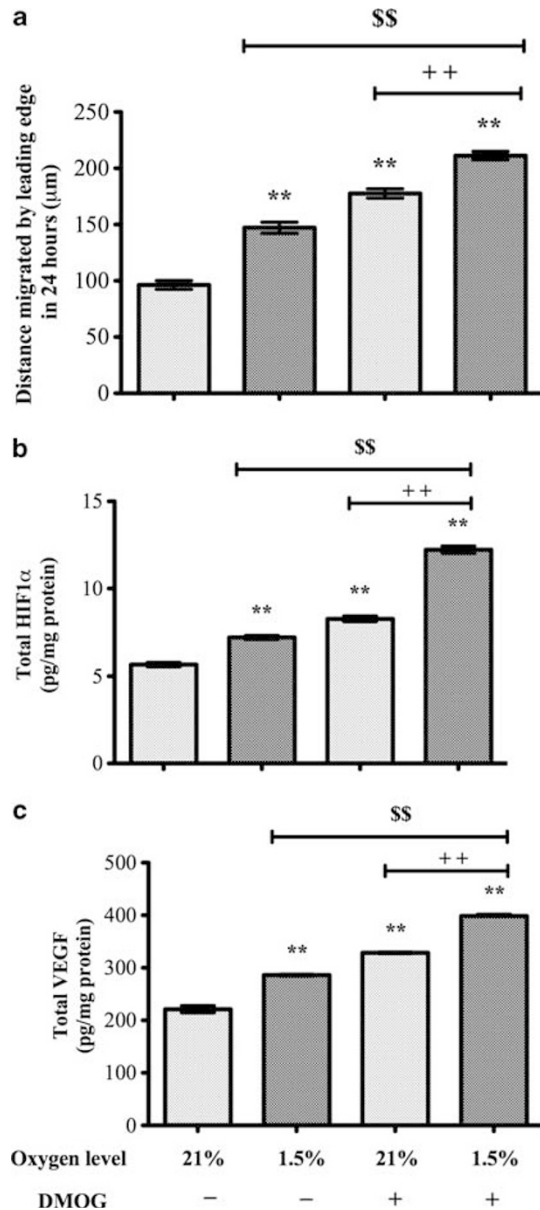 a
$$
+ +
**
**
**
Distance migrated by leading edge
in 24 hours (μm)
250
200
150
100
50
0
b
$$
+ +
**
**
**
Total HIF1α
(pg/mg protein)
15
10
5
0
c
$$
+ +
**
**
**
Total VEGF
(pg/mg protein)
500
400
300
200
100
0
Oxygen level 21% 1.5% 21% 1.5%
DMOG − − + +